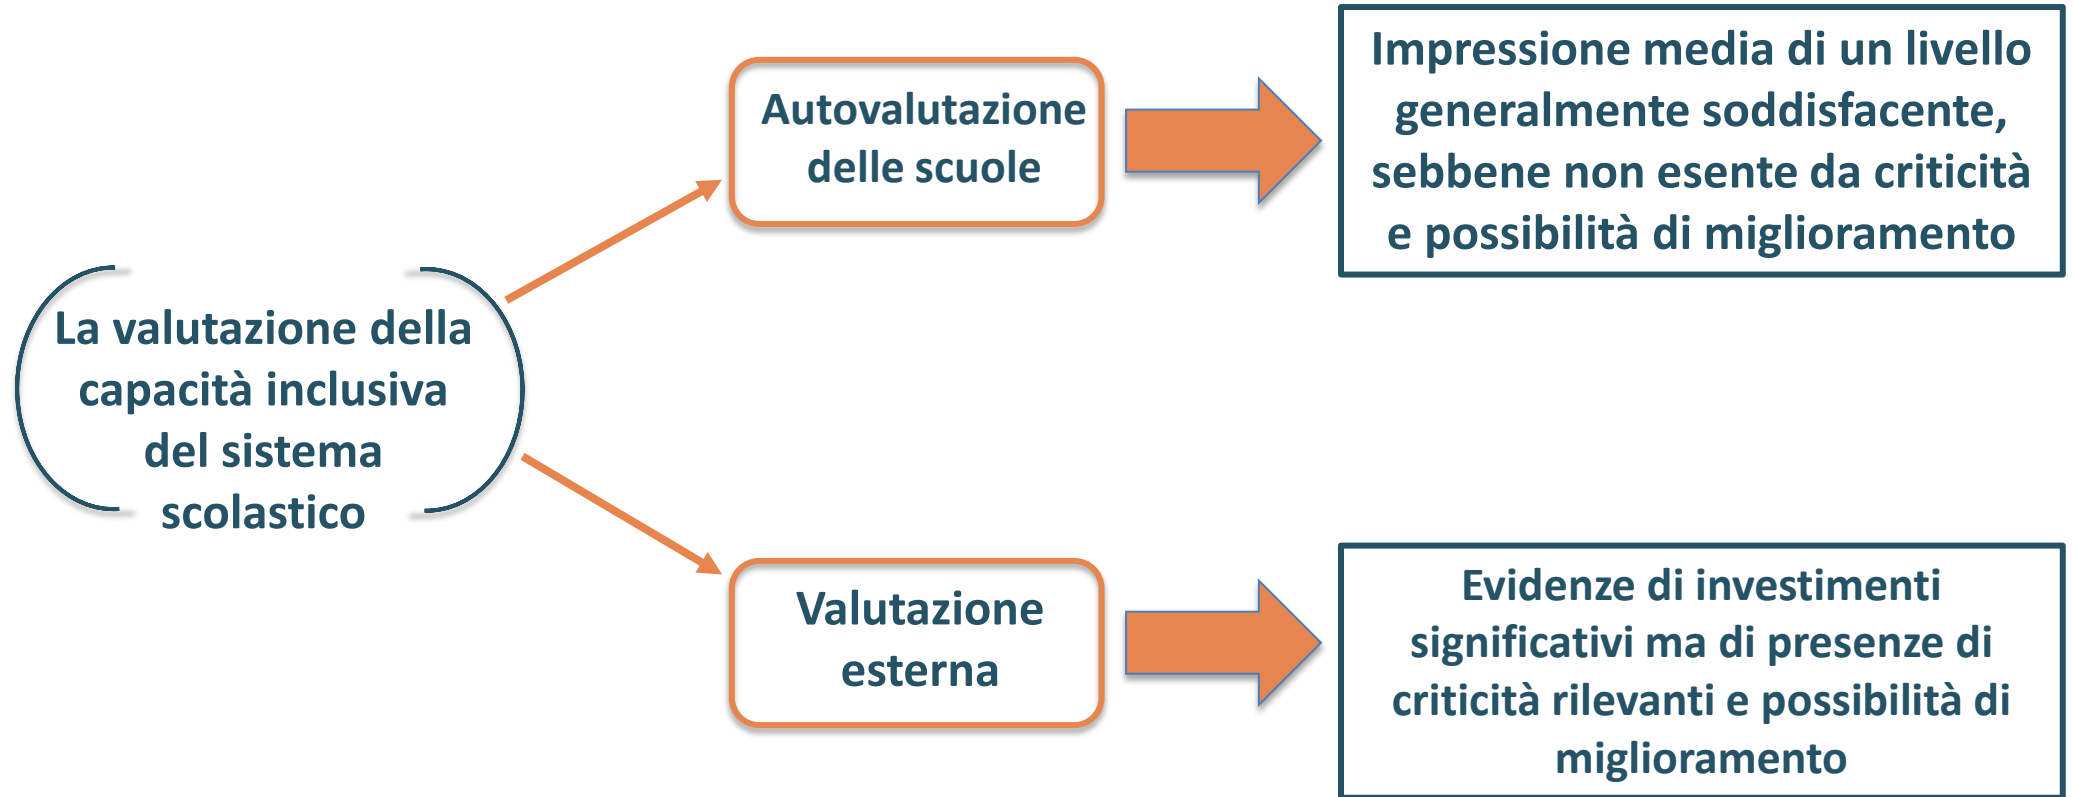 La valutazione della
capacità inclusiva
del sistema
scolastico
Autovalutazione
delle scuole
Impressione media di un livello
generalmente soddisfacente,
sebbene non esente da criticità
e possibilità di miglioramento
Valutazione
esterna
Evidenze di investimenti
significativi ma di presenze di
criticità rilevanti e possibilità di
miglioramento